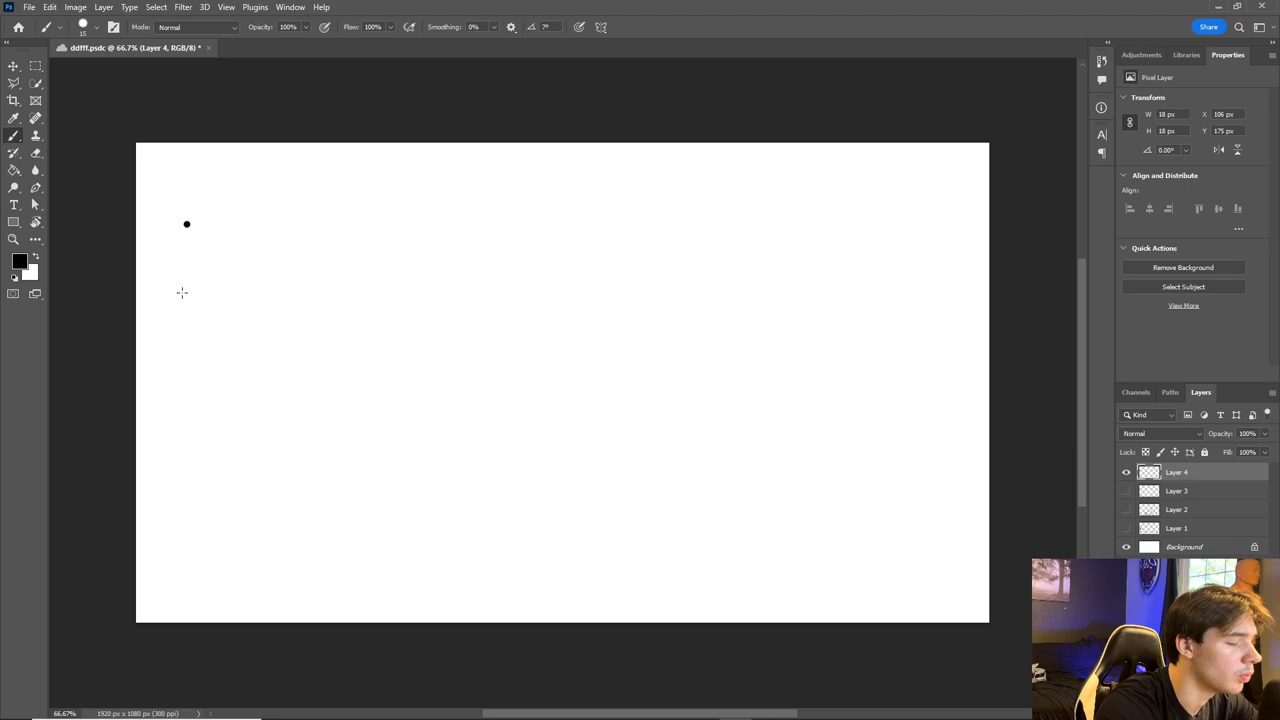 Ps File Edit Image Layer Type Select Filter 3D View Plugins Window Help
15 Mode: Normal Opacity: 100% Flow: 100% Smoothing: 0% 7° Share
ddfff.psdc @ 66.7% (Layer 4, RGB/8) *
Adjustments Libraries Properties
Pixel Layer
Transform
W 18 px X 106 px
H 18 px Y 175 px
0.00°
Align and Distribute
Align:
Quick Actions
Remove Background
Select Subject
View More
Channels Paths Layers
Kind
Normal Opacity: 100%
Lock: Fill: 100%
Layer 4
Layer 3
Layer 2
Layer 1
Background
66.67% 1920 px x 1080 px (300 ppi)